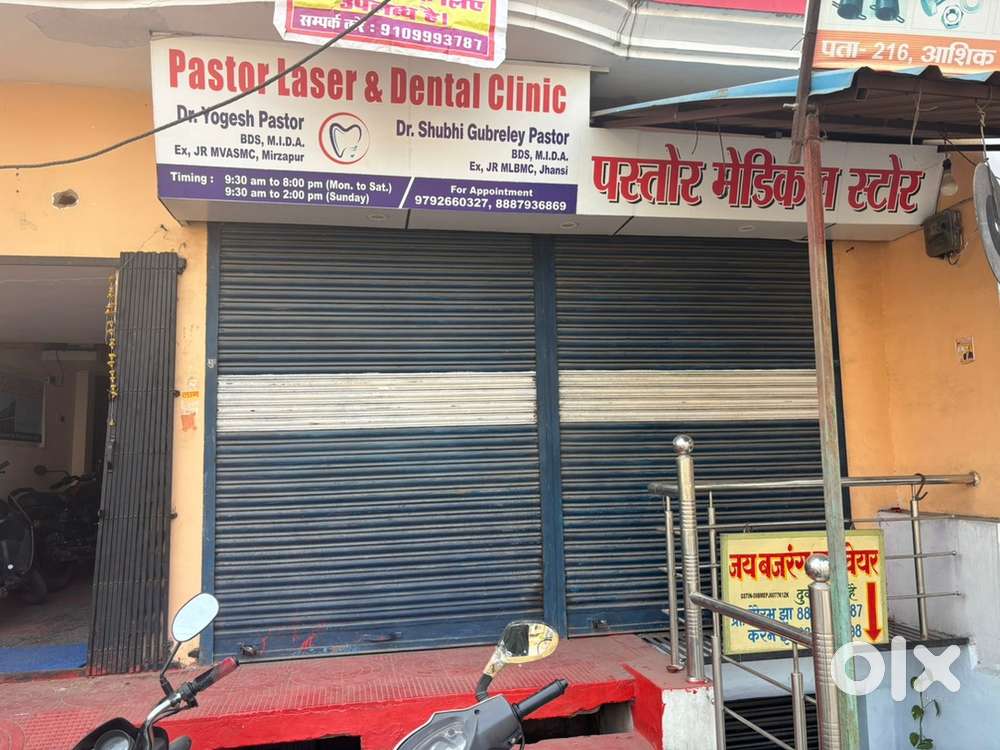 उपलब्ध है।
सम्पर्क करें : 9109993787
पता- 216, आशिक
Pastor Laser & Dental Clinic
Dr. Yogesh Pastor
BDS, M.I.D.A.
Ex, JR MVASMC, Mirzapur
Dr. Shubhi Gubreley Pastor
BDS, M.I.D.A.
Ex, JR MLBMC, Jhansi
Timing : 9:30 am to 8:00 pm (Mon. to Sat.)
9:30 am to 2:00 pm (Sunday)
For Appointment
9792660327, 8887936869
पस्तोर मेडिकल स्टोर
जय बजरंग
olx